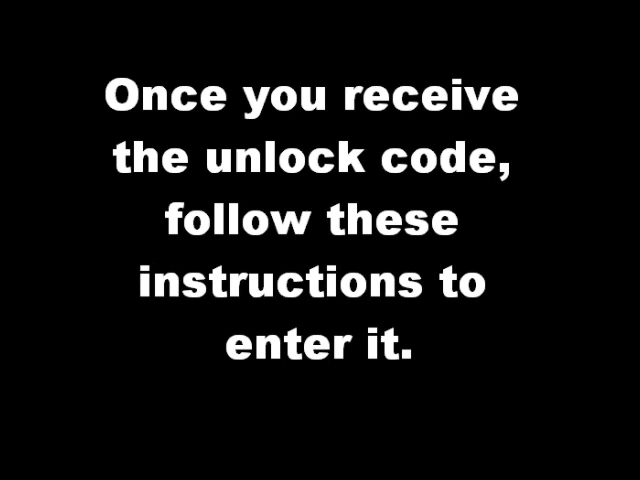 Once you receive
the unlock code,
follow these
instructions to
enter it.